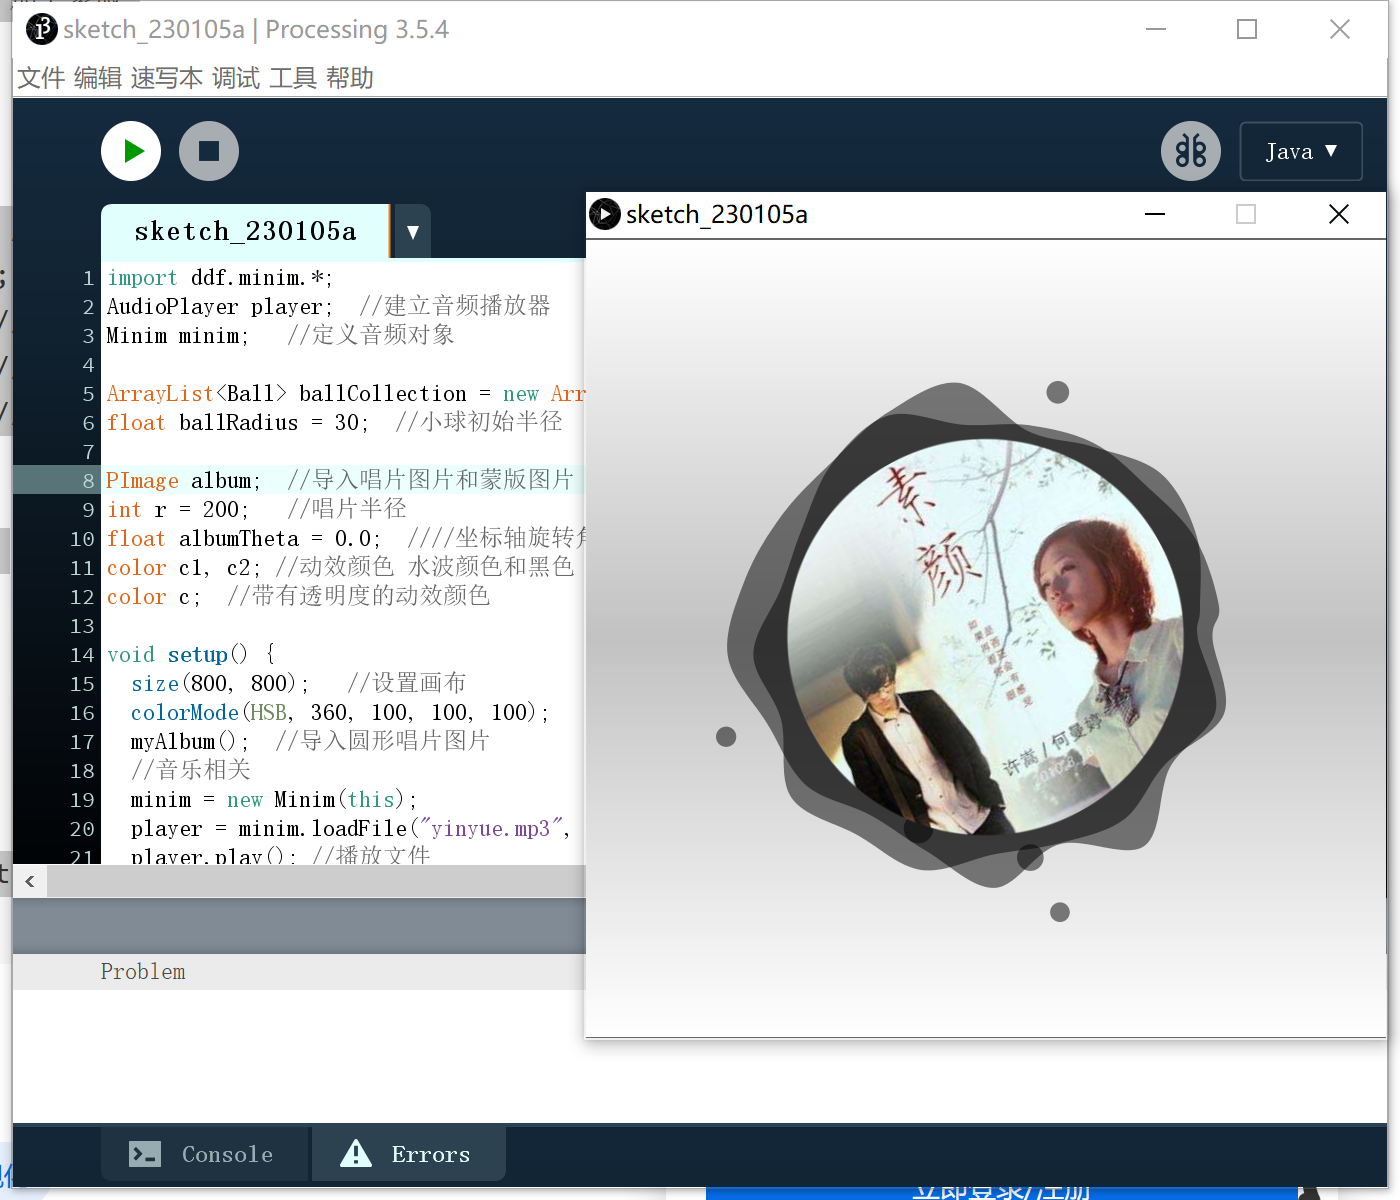 sketch_230105a | Processing 3.5.4
文件 编辑 速写本 调试 工具 帮助
Java ▼
sketch_230105a
▼
1 import ddf.minim.*;
2 AudioPlayer player;  //建立音频播放器
3 Minim minim;   //定义音频对象
4
5 ArrayList<Ball> ballCollection = new Arr
6 float ballRadius = 30;  //小球初始半径
7
8 PImage album;  //导入唱片图片和蒙版图片
9 int r = 200;   //唱片半径
10 float albumTheta = 0.0;  ////坐标轴旋转角
11 color c1, c2; //动效颜色 水波颜色和黑色
12 color c;  //带有透明度的动效颜色
13
14 void setup() {
15   size(800, 800);   //设置画布
16   colorMode(HSB, 360, 100, 100, 100);
17   myAlbum();  //导入圆形唱片图片
18   //音乐相关
19   minim = new Minim(this);
20   player = minim.loadFile("yinyue.mp3",
21   player.play(); //播放文件
sketch_230105a
素
颜
许嵩/何曼婷
Problem
Console
Errors
立即登录/注册